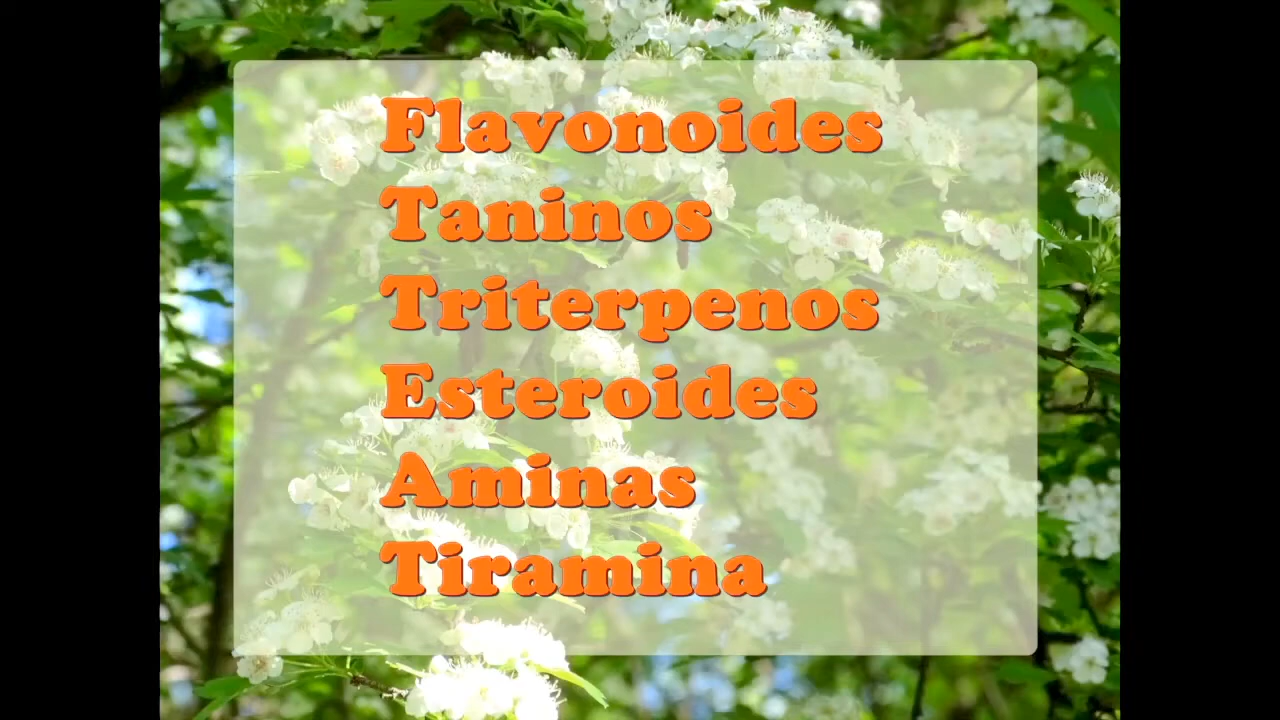 Flavonoides
Taninos
Triterpenos
Esteroides
Aminas
Tiramina